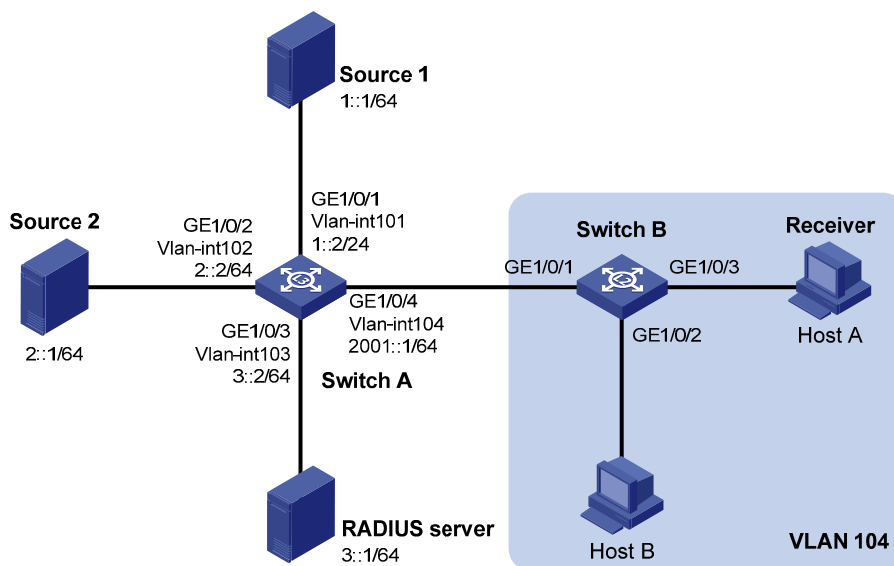 Source 1
1::1/64
GE1/0/1
Vlan-int101
1::2/24
Source 2
GE1/0/2
Vlan-int102
2::2/64
2::1/64
L3
GE1/0/3
Vlan-int103
3::2/64
GE1/0/4
Vlan-int104
2001::1/64
Switch A
RADIUS server
3::1/64
Switch B
GE1/0/1
L2
GE1/0/3
GE1/0/2
Receiver
Host A
Host B
VLAN 104